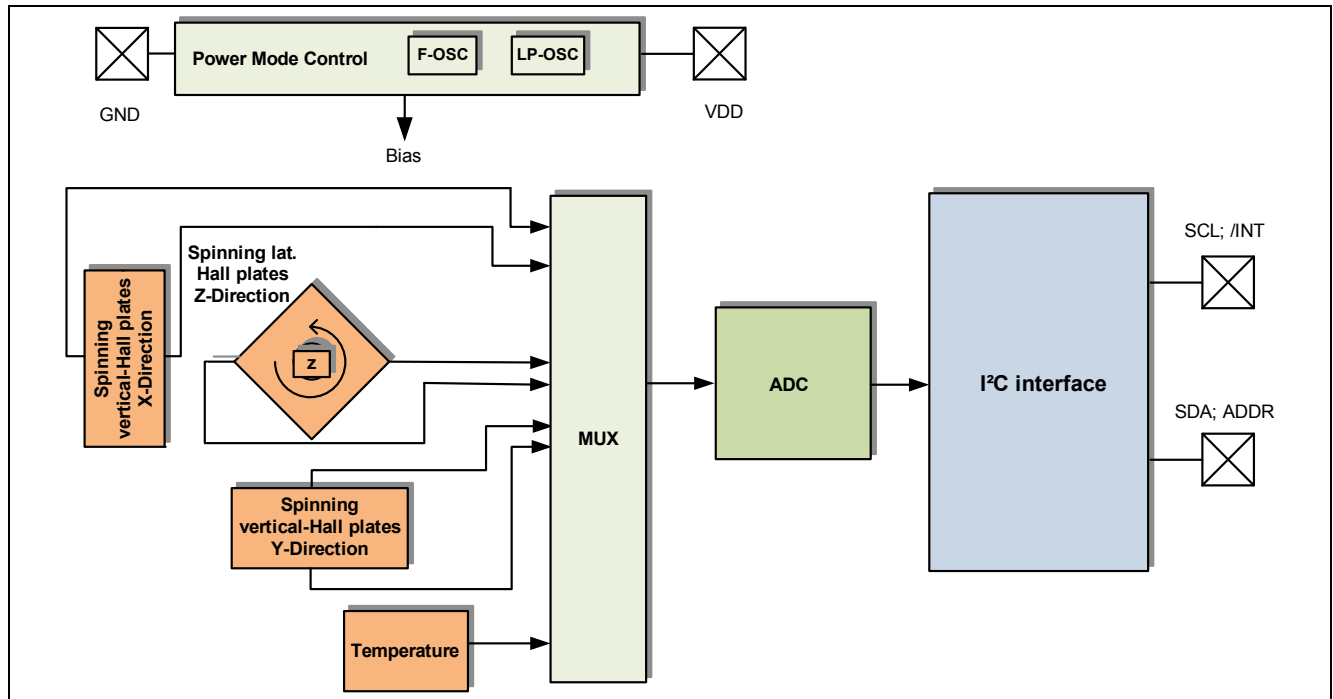 Power Mode Control
F-OSC
LP-OSC
GND
VDD
Bias
Spinning
vertical-Hall plates
X-Direction
Spinning lat.
Hall plates
Z-Direction
z
Spinning
vertical-Hall plates
Y-Direction
Temperature
MUX
ADC
I²C interface
SCL; /INT
SDA; ADDR